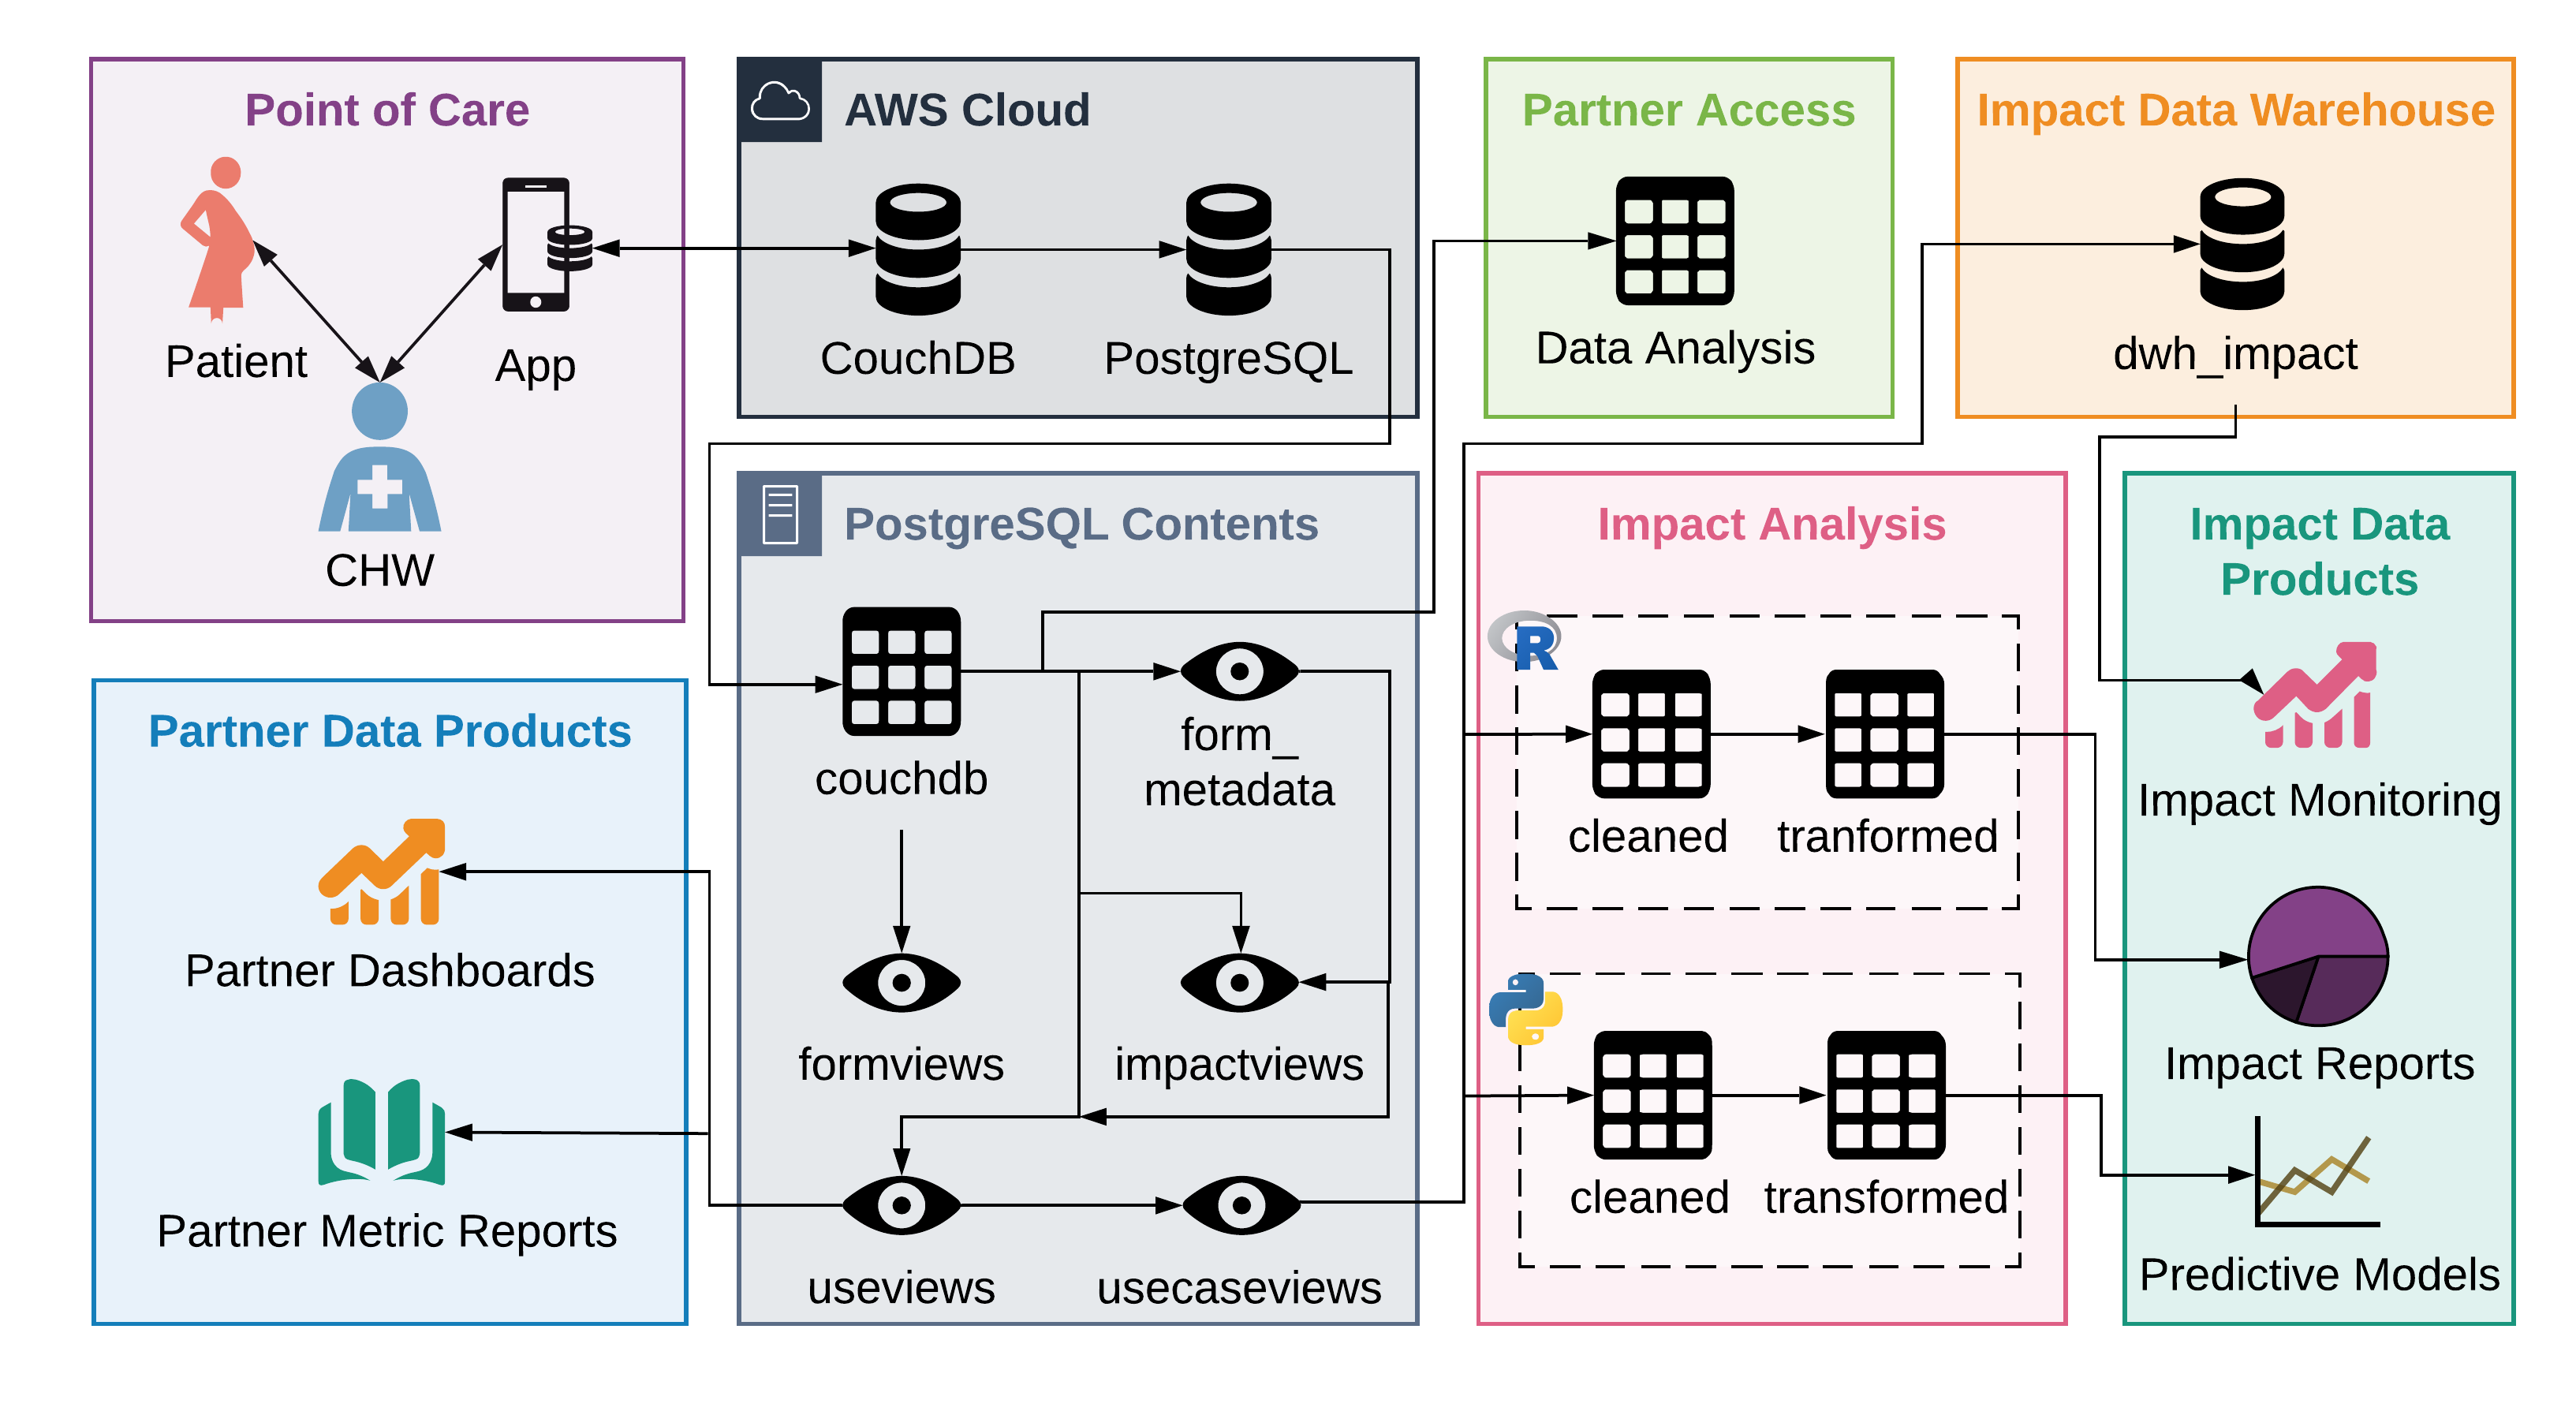 Point of Care
Patient
App
CHW
AWS Cloud
CouchDB
PostgreSQL
Partner Access
Data Analysis
Impact Data Warehouse
dwh_impact
Partner Data Products
Partner Dashboards
Partner Metric Reports
PostgreSQL Contents
couchdb
form_
metadata
formviews
impactviews
useviews
usecaseviews
Impact Analysis
R
cleaned
tranformed
cleaned
transformed
Impact Data
Products
Impact Monitoring
Impact Reports
Predictive Models